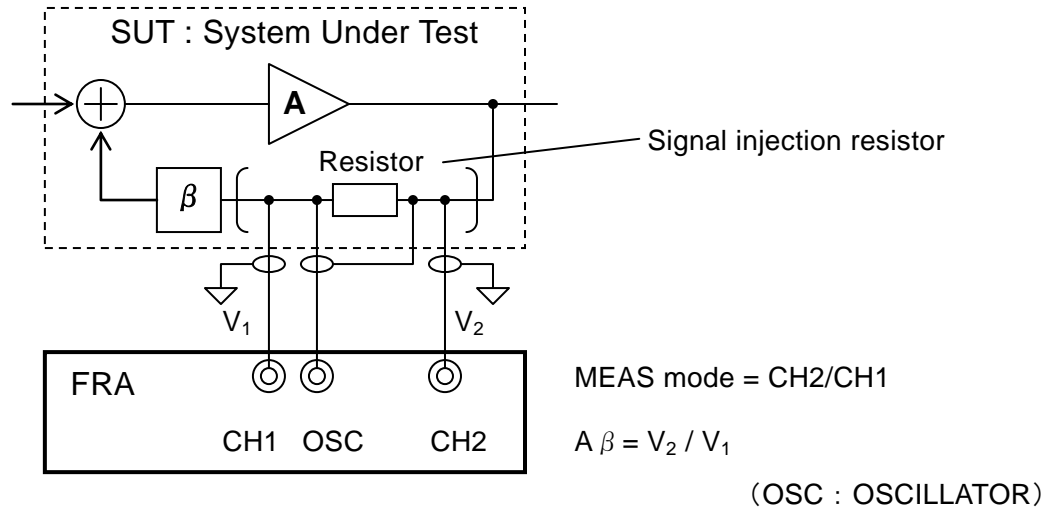 SUT : System Under Test
A
Resistor
Signal injection resistor
β
V₁
V₂
FRA
MEAS mode = CH2/CH1
CH1 OSC CH2
A β = V₂ / V₁
（OSC : OSCILLATOR）